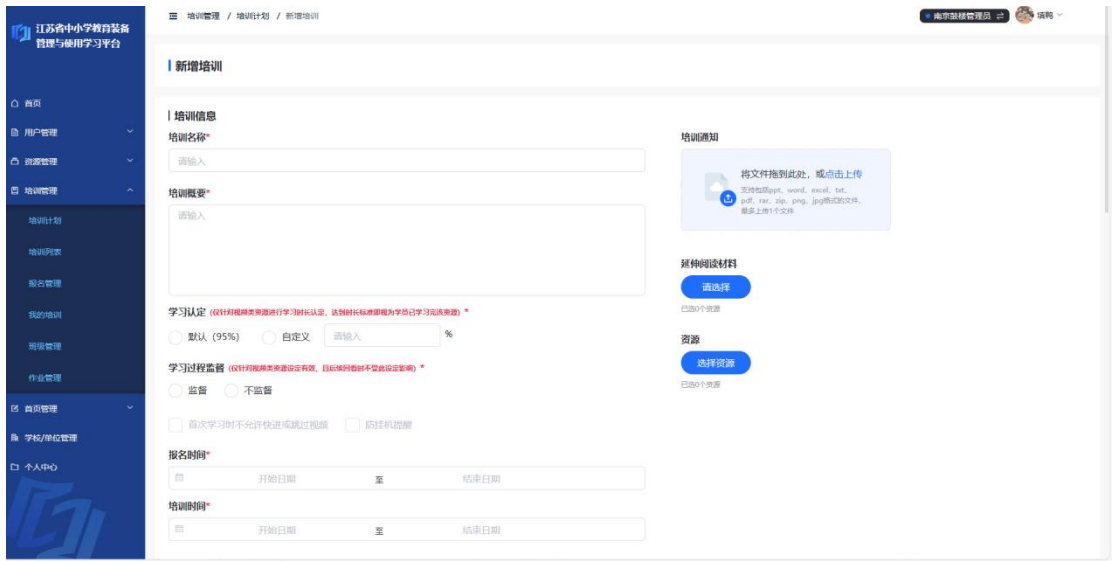 江苏省中小学教育装备
管理与使用学习平台
首页
用户管理
资源管理
培训管理
培训计划
培训列表
报名管理
我的培训
班级管理
作业管理
首页管理
学校/单位管理
个人中心
培训管理 / 培训计划 / 新增培训
南京鼓楼管理员
新增培训
培训信息
培训名称*
请输入
培训概要*
请输入
学习认定 (仅针对视频类资源进行学习时长认定，达到时长标准即视为学员已学习完该资源) *
默认 (95%) 自定义 请输入 %
学习过程监督 (仅针对视频类资源设定有效，且后续回看时不受此设定影响) *
监督 不监督
首次学习时不允许快进或跳过视频 防挂机提醒
报名时间*
开始日期 至 结束日期
培训时间*
开始日期 至 结束日期
培训通知
将文件拖到此处，或点击上传
支持包括ppt、word、excel、txt、
pdf、rar、zip、png、jpg格式的文件，
最多上传1个文件
延伸阅读材料
请选择
已选0个资源
资源
选择资源
已选0个资源